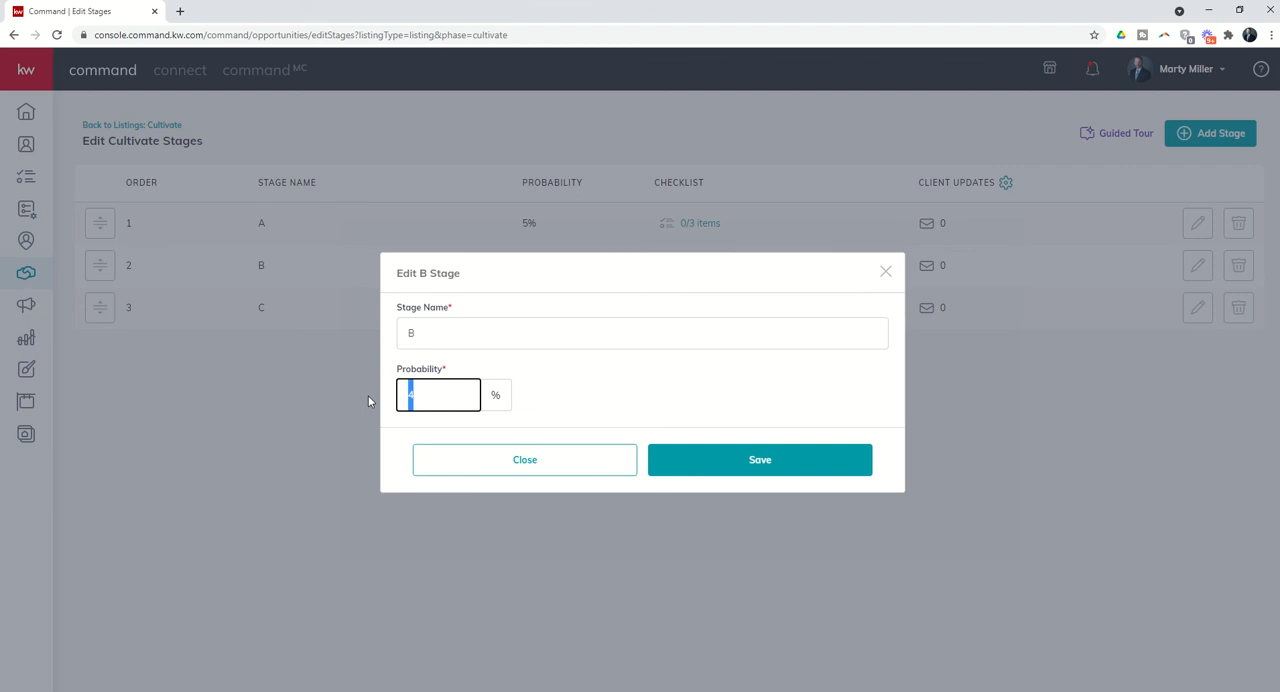 kw Command | Edit Stages
console.command.kw.com/command/opportunities/editStages?listingType=listing&phase=cultivate
kw command connect command MC Marty Miller
Back to Listings: Cultivate
Edit Cultivate Stages
Guided Tour
Add Stage
ORDER STAGE NAME PROBABILITY CHECKLIST CLIENT UPDATES
1 A 5% 0/3 items 0
2 B 0
3 C 0
Edit B Stage
Stage Name*
B
Probability*
4 %
Close Save